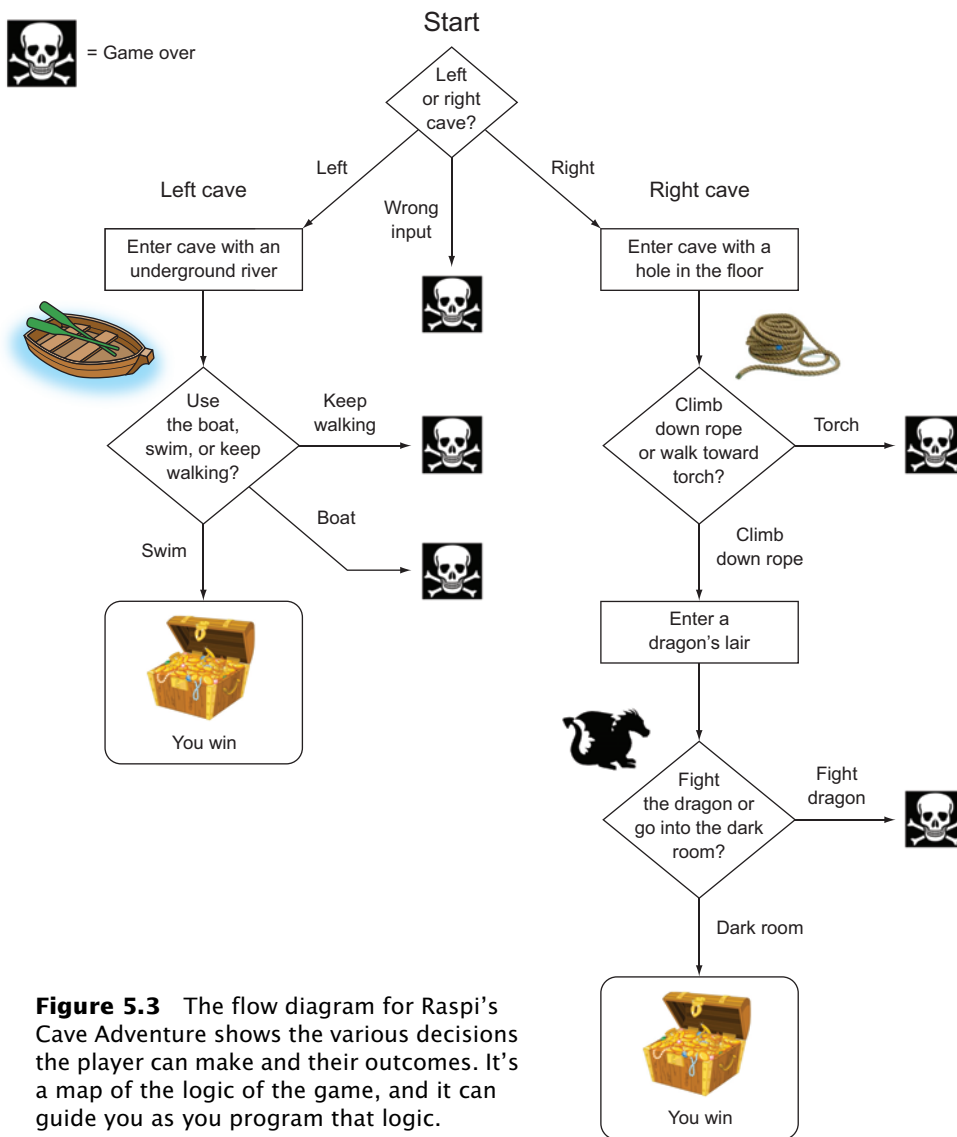 Start
= Game over
Left
or right
cave?
Left
Right
Left cave
Wrong
input
Right cave
Enter cave with an
underground river
Enter cave with a
hole in the floor
Use
the boat,
swim, or keep
walking?
Keep
walking
Boat
Swim
You win
Climb
down rope
or walk toward
torch?
Torch
Climb
down rope
Enter a
dragon's lair
Fight
the dragon or
go into the dark
room?
Fight
dragon
Dark room
You win
Figure 5.3 The flow diagram for Raspi's
Cave Adventure shows the various decisions
the player can make and their outcomes. It's
a map of the logic of the game, and it can
guide you as you program that logic.